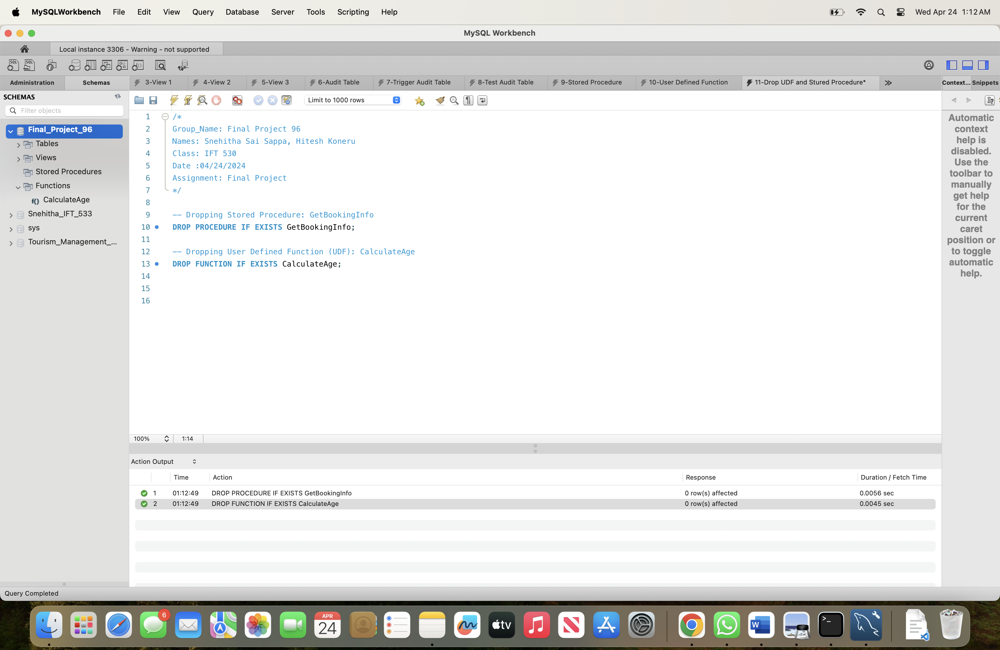 MySQLWorkbench File Edit View Query Database Server Tools Scripting Help Wed Apr 24 1:12 AM
MySQL Workbench
Local instance 3306 - Warning - not supported
Administration Schemas 3-View 1 4-View 2 5-View 3 6-Audit Table 7-Trigger Audit Table 8-Test Audit Table 9-Stored Procedure 10-User Defined Function 11-Drop UDF and Stured Procedure* Context... Snippets
SCHEMAS
Limit to 1000 rows
Filter objects
Final_Project_96
Tables
Views
Stored Procedures
Functions
CalculateAge
Snehitha_IFT_533
sys
Tourism_Management_...
1 /*
2 Group_Name: Final Project 96
3 Names: Snehitha Sai Sappa, Hitesh Koneru
4 Class: IFT 530
5 Date :04/24/2024
6 Assignment: Final Project
7 */
8
9 -- Dropping Stored Procedure: GetBookingInfo
10 DROP PROCEDURE IF EXISTS GetBookingInfo;
11
12 -- Dropping User Defined Function (UDF): CalculateAge
13 DROP FUNCTION IF EXISTS CalculateAge;
14
15
16
Automatic
context
help is
disabled.
Use the
toolbar to
manually
get help
for the
current
caret
position or
to toggle
automatic
help.
100% 1:14
Action Output
Time Action Response Duration / Fetch Time
1 01:12:49 DROP PROCEDURE IF EXISTS GetBookingInfo 0 row(s) affected 0.0056 sec
2 01:12:49 DROP FUNCTION IF EXISTS CalculateAge 0 row(s) affected 0.0045 sec
Query Completed
6
APR
24
tv
W